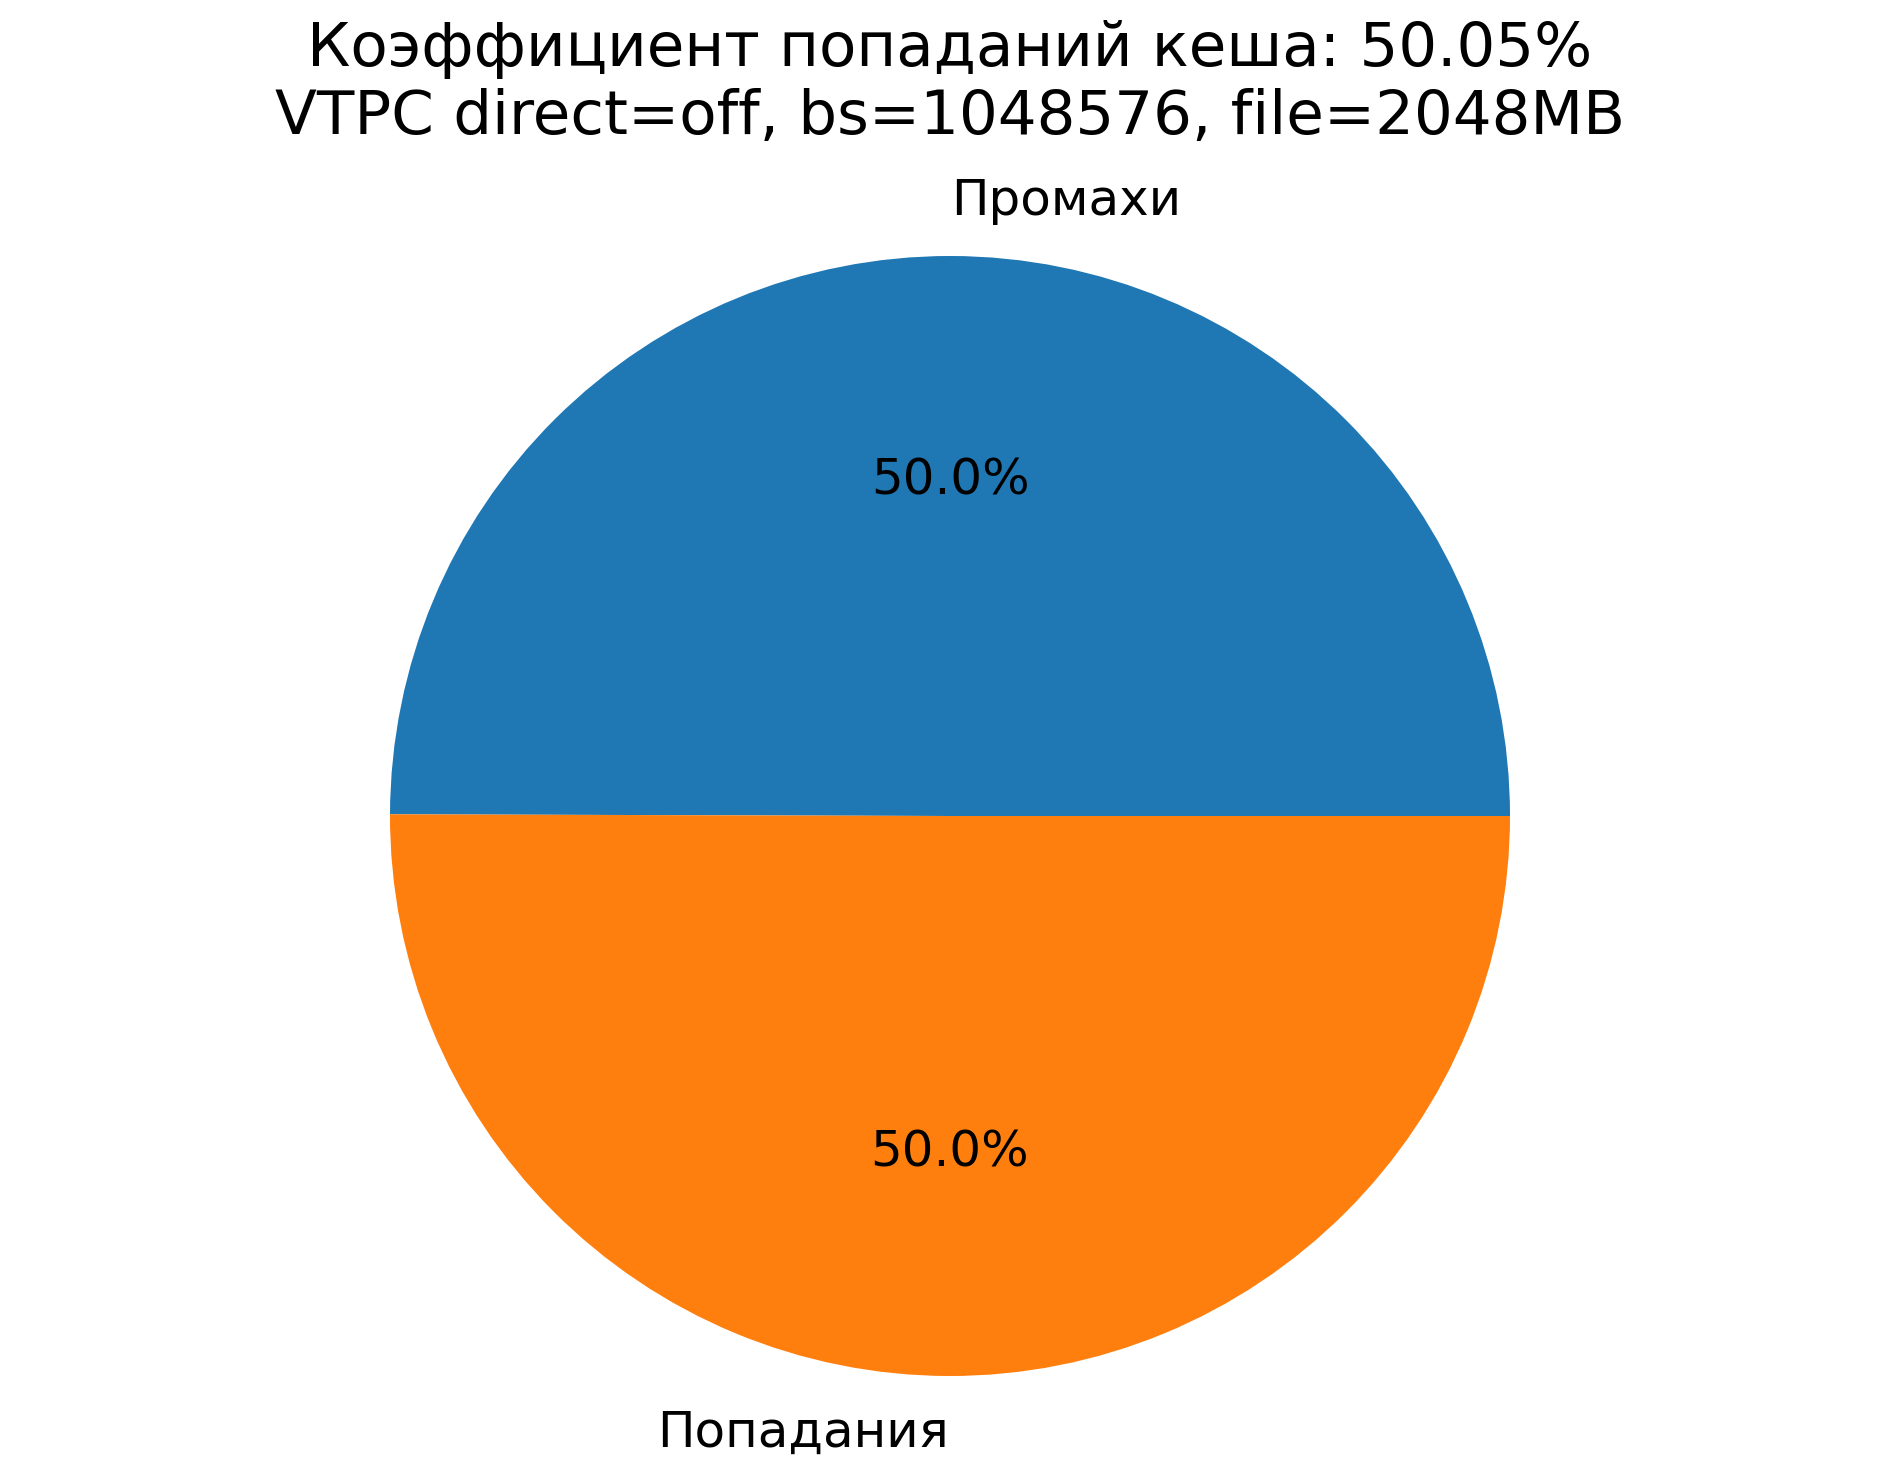 Коэффициент попаданий кеша: 50.05%
VTPC direct=off, bs=1048576, file=2048MB
Промахи
50.0%
50.0%
Попадания